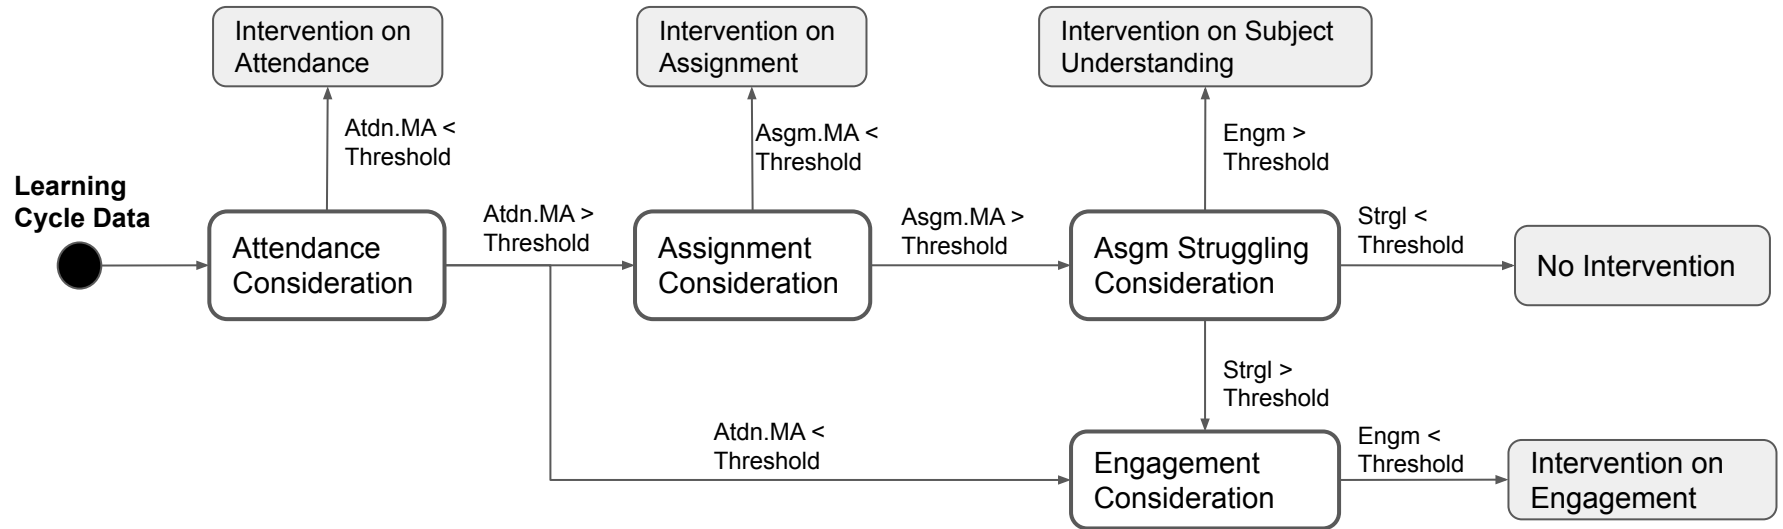 Intervention on
Attendance
Intervention on
Assignment
Intervention on Subject
Understanding
Atdn.MA <
Threshold
Asgm.MA <
Threshold
Engm >
Threshold
Learning
Cycle Data
Attendance
Consideration
Atdn.MA >
Threshold
Assignment
Consideration
Asgm.MA >
Threshold
Asgm Struggling
Consideration
Strgl <
Threshold
No Intervention
Strgl >
Threshold
Atdn.MA <
Threshold
Engagement
Consideration
Engm <
Threshold
Intervention on
Engagement